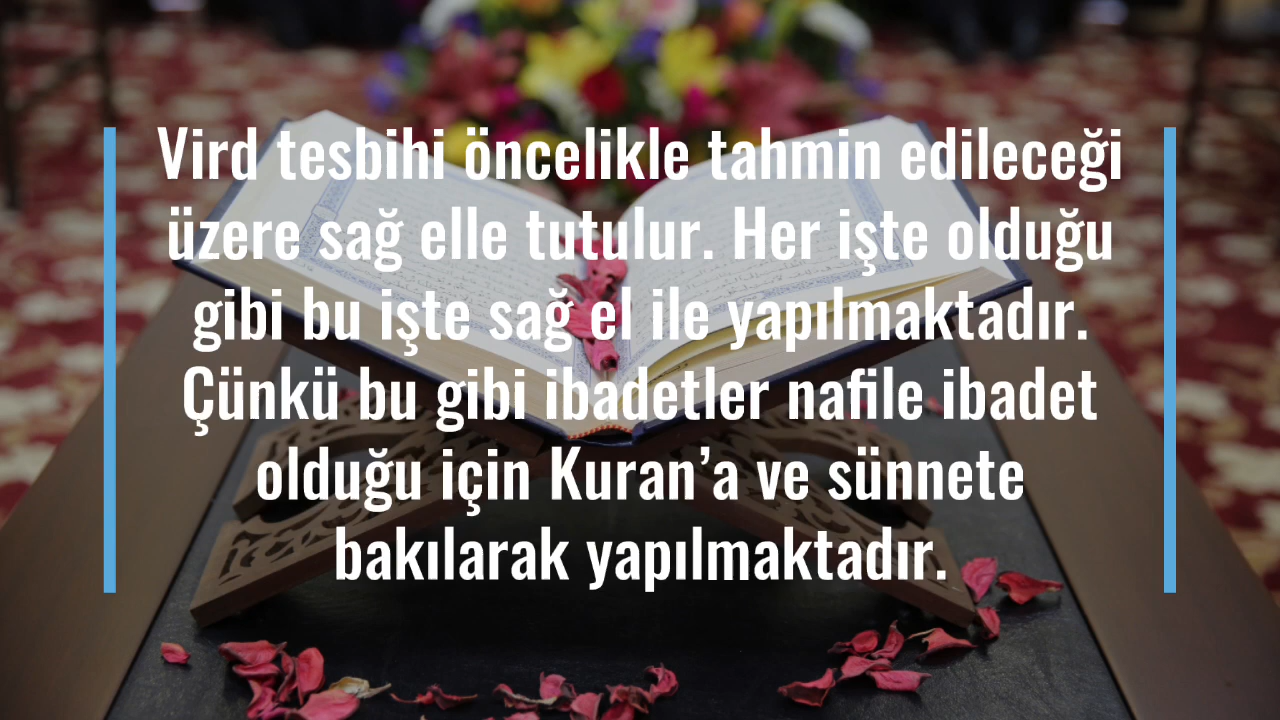 Vird tesbihi öncelikle tahmin edileceği
üzere sağ elle tutulur. Her işte olduğu
gibi bu işte sağ el ile yapılmaktadır.
Çünkü bu gibi ibadetler nafile ibadet
olduğu için Kuran’a ve sünnete
bakılarak yapılmaktadır.